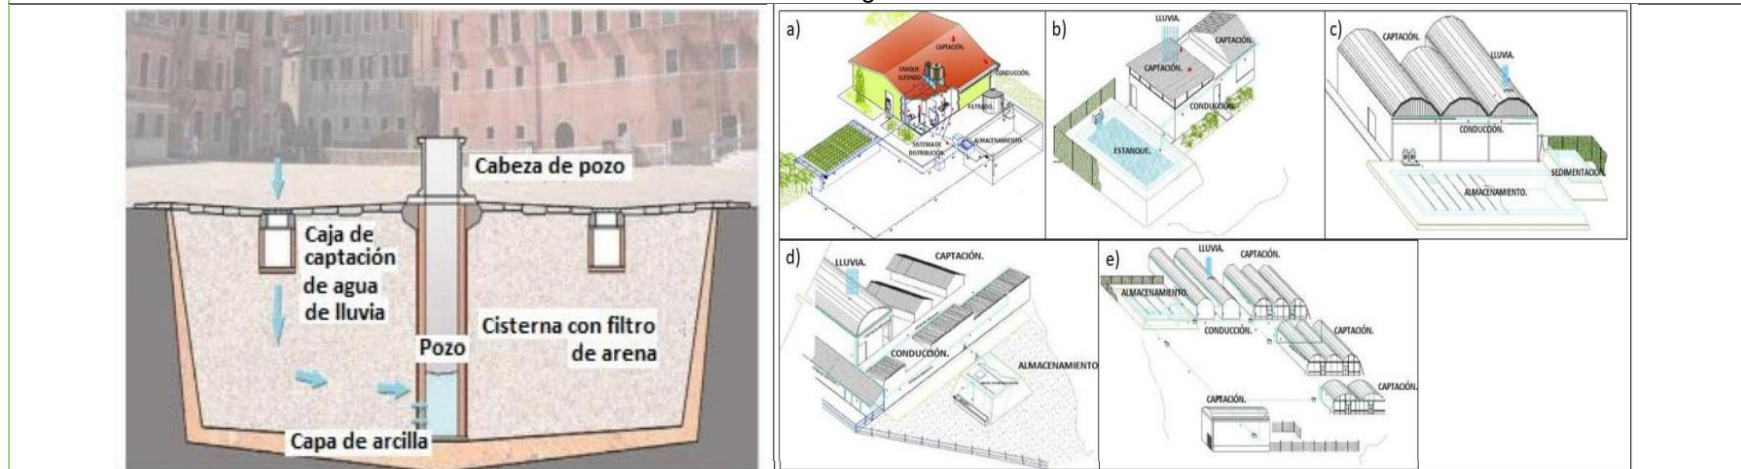 Cabeza de pozo
Caja de
captación
de agua
de lluvia
Pozo
Cisterna con filtro
de arena
Capa de arcilla
a)
CAPTACIÓN.
TANQUE
ELEVADO
CONDUCCIÓN.
FILTRADO.
SISTEMA DE
DISTRIBUCIÓN.
ALMACENAMIENTO.
b)
LLUVIA.
CAPTACIÓN.
CAPTACIÓN.
CONDUCCIÓN.
ESTANQUE.
c)
CAPTACIÓN.
LLUVIA.
CONDUCCIÓN.
SEDIMENTACIÓN.
ALMACENAMIENTO.
d)
LLUVIA.
CAPTACIÓN.
CONDUCCIÓN.
ALMACENAMIENTO
e)
LLUVIA.
CAPTACIÓN.
ALMACENAMIENTO.
CONDUCCIÓN.
CAPTACIÓN.
CAPTACIÓN.
CAPTACIÓN.